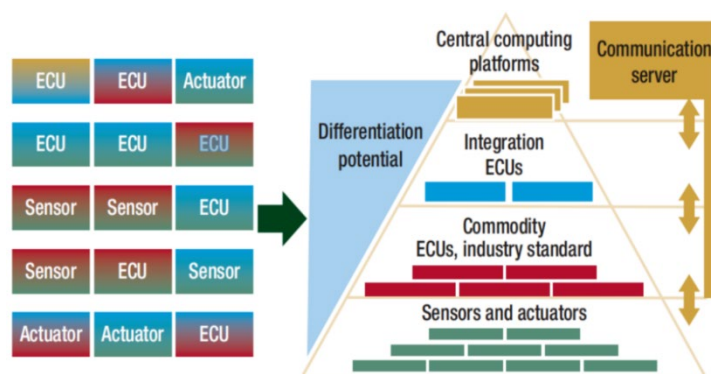 ECU ECU Actuator
ECU ECU ECU
Sensor Sensor ECU
Sensor ECU Sensor
Actuator Actuator ECU
Differentiation
potential
Central computing
platforms
Integration
ECUs
Commodity
ECUs, industry standard
Sensors and actuators
Communication
server